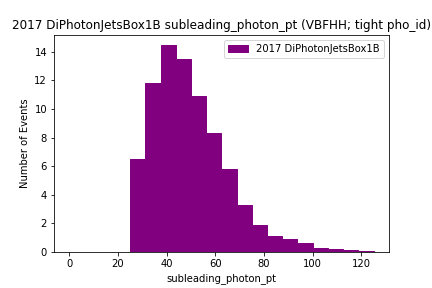 2017 DiPhotonJetsBox1B subleading_photon_pt (VBFHH; tight pho_id)
2017 DiPhotonJetsBox1B
14
12
10
8
6
4
2
0
Number of Events
0 20 40 60 80 100 120
subleading_photon_pt